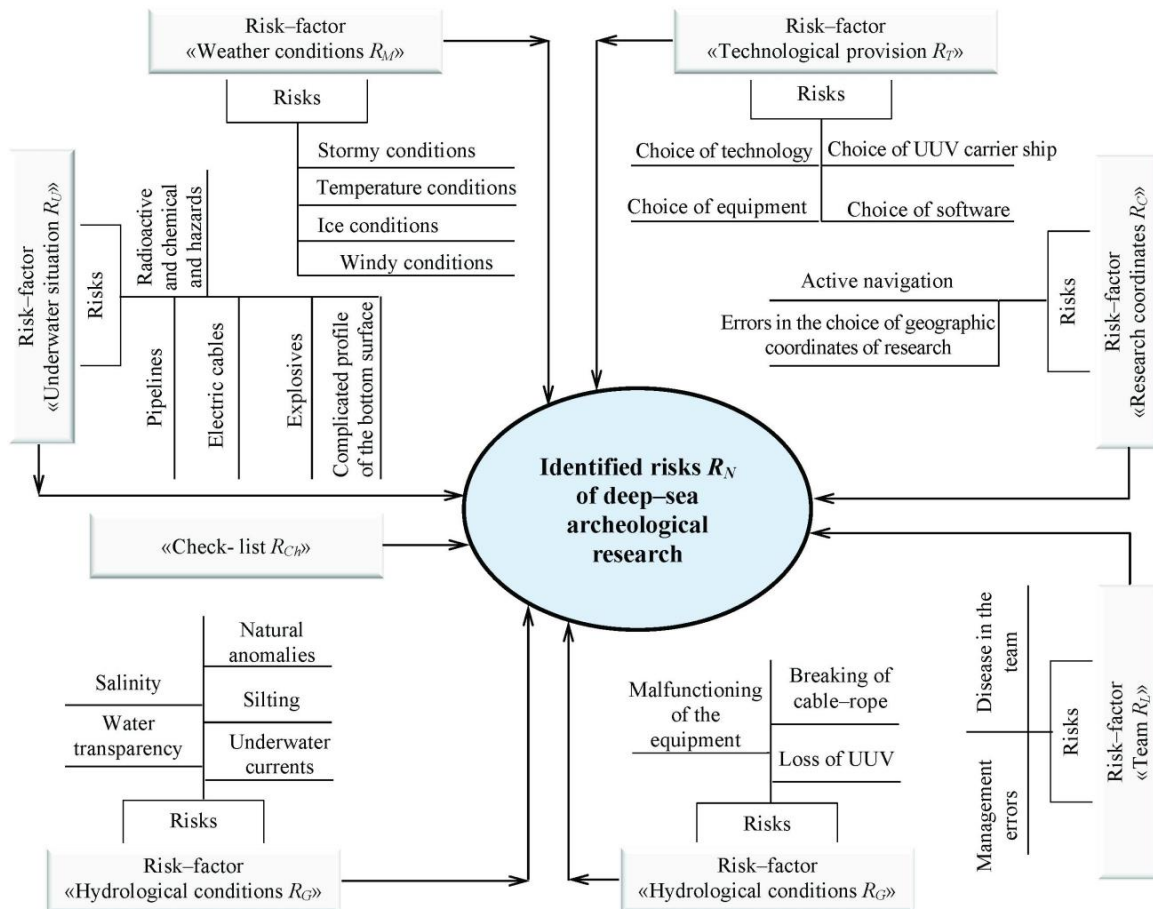 Risk–factor
«Weather conditions R_M»
Risks
Stormy conditions
Temperature conditions
Ice conditions
Windy conditions
Risk–factor
«Technological provision R_T»
Risks
Choice of technology
Choice of UUV carrier ship
Choice of equipment
Choice of software
Risk–factor
«Underwater situation R_U»
Risks
Radioactive
and chemical
and hazards
Pipelines
Electric cables
Explosives
Complicated profile
of the bottom surface
Risk–factor
«Research coordinates R_C»
Risks
Active navigation
Errors in the choice of geographic
coordinates of research
Identified risks R_N
of deep–sea
archeological
research
«Check- list R_Ch»
Natural
anomalies
Salinity
Silting
Water
transparency
Underwater
currents
Risks
Risk–factor
«Hydrological conditions R_G»
Malfunctioning
of the
equipment
Breaking of
cable–rope
Loss of UUV
Risks
Risk–factor
«Hydrological conditions R_G»
Disease in the
team
Management
errors
Risks
Risk–factor
«Team R_L»